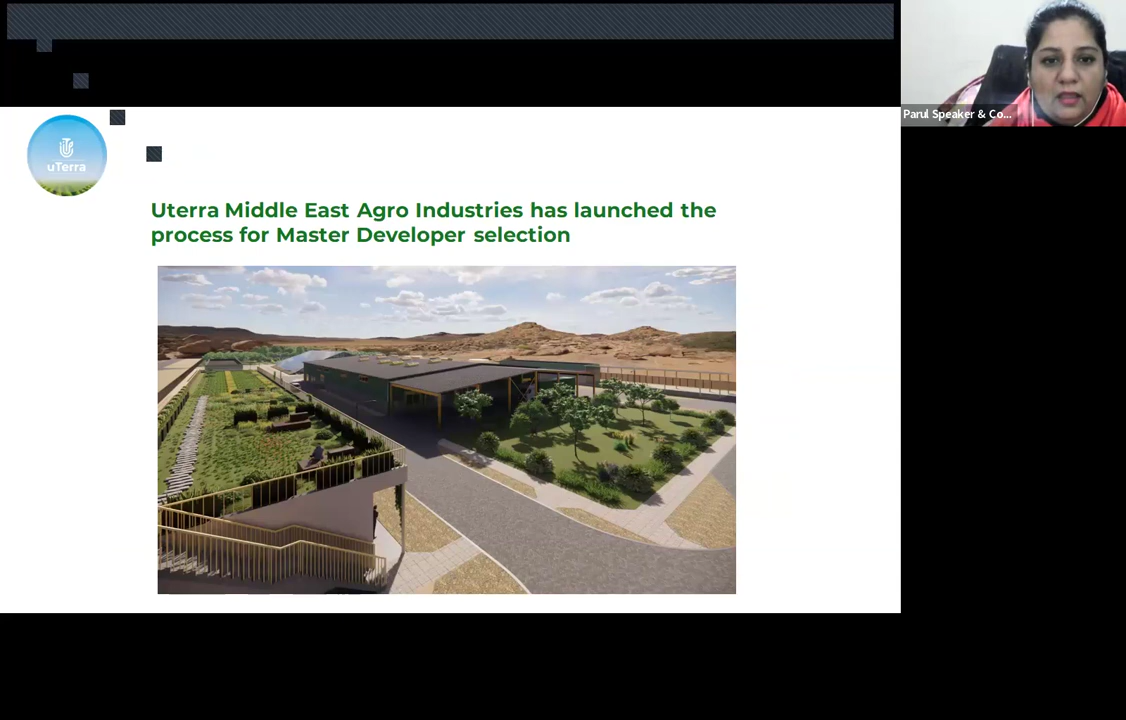 Parul Speaker & Co...
uTerra
Uterra Middle East Agro Industries has launched the
process for Master Developer selection